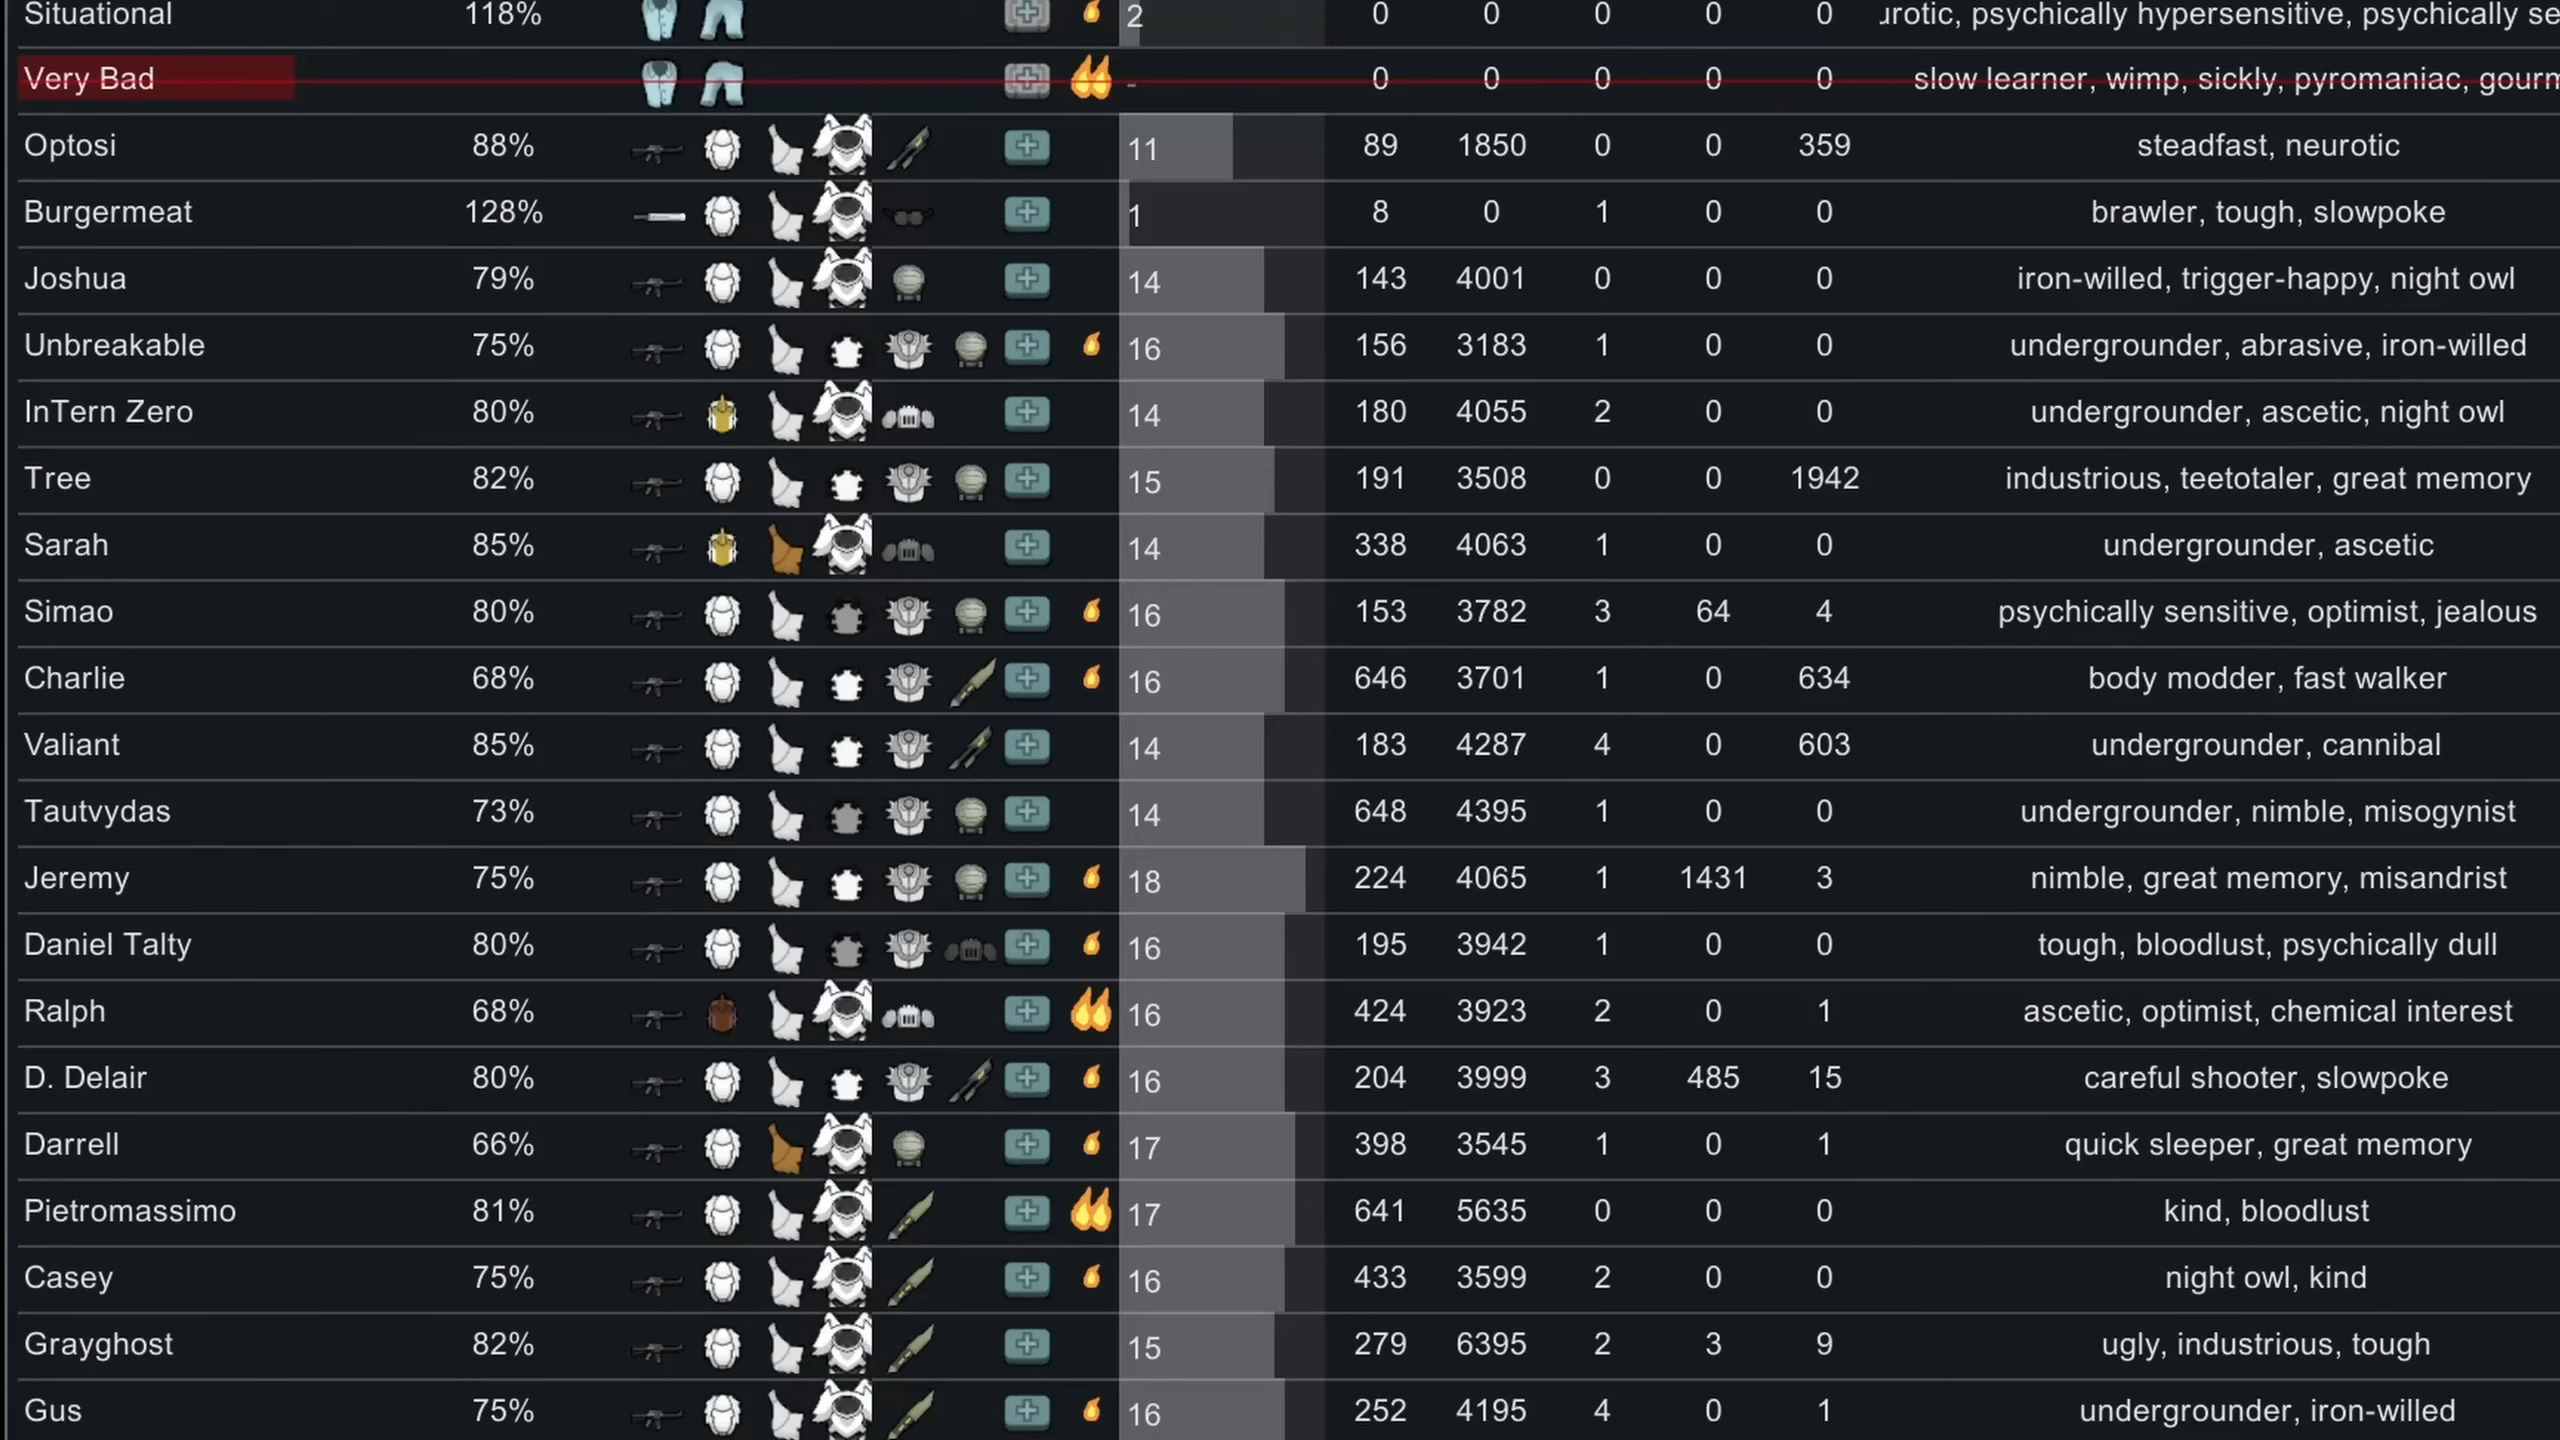 Situational 118% 2 0 0 0 0 0 psychically hypersensitive, psychically
Very Bad - 0 0 0 0 0 slow learner, wimp, sickly, pyromaniac,
Optosi 88% 11 89 1850 0 0 359 steadfast, neurotic
Burgermeat 128% 1 8 0 1 0 0 brawler, tough, slowpoke
Joshua 79% 14 143 4001 0 0 0 iron-willed, trigger-happy, night owl
Unbreakable 75% 16 156 3183 1 0 0 undergrounder, abrasive, iron-willed
InTern Zero 80% 14 180 4055 2 0 0 undergrounder, ascetic, night owl
Tree 82% 15 191 3508 0 0 1942 industrious, teetotaler, great memory
Sarah 85% 14 338 4063 1 0 0 undergrounder, ascetic
Simao 80% 16 153 3782 3 64 4 psychically sensitive, optimist, jealous
Charlie 68% 16 646 3701 1 0 634 body modder, fast walker
Valiant 85% 14 183 4287 4 0 603 undergrounder, cannibal
Tautvydas 73% 14 648 4395 1 0 0 undergrounder, nimble, misogynist
Jeremy 75% 18 224 4065 1 1431 3 nimble, great memory, misandrist
Daniel Talty 80% 16 195 3942 1 0 0 tough, bloodlust, psychically dull
Ralph 68% 16 424 3923 2 0 1 ascetic, optimist, chemical interest
D. Delair 80% 16 204 3999 3 485 15 careful shooter, slowpoke
Darrell 66% 17 398 3545 1 0 1 quick sleeper, great memory
Pietromassimo 81% 17 641 5635 0 0 0 kind, bloodlust
Casey 75% 16 433 3599 2 0 0 night owl, kind
Grayghost 82% 15 279 6395 2 3 9 ugly, industrious, tough
Gus 75% 16 252 4195 4 0 1 undergrounder, iron-willed